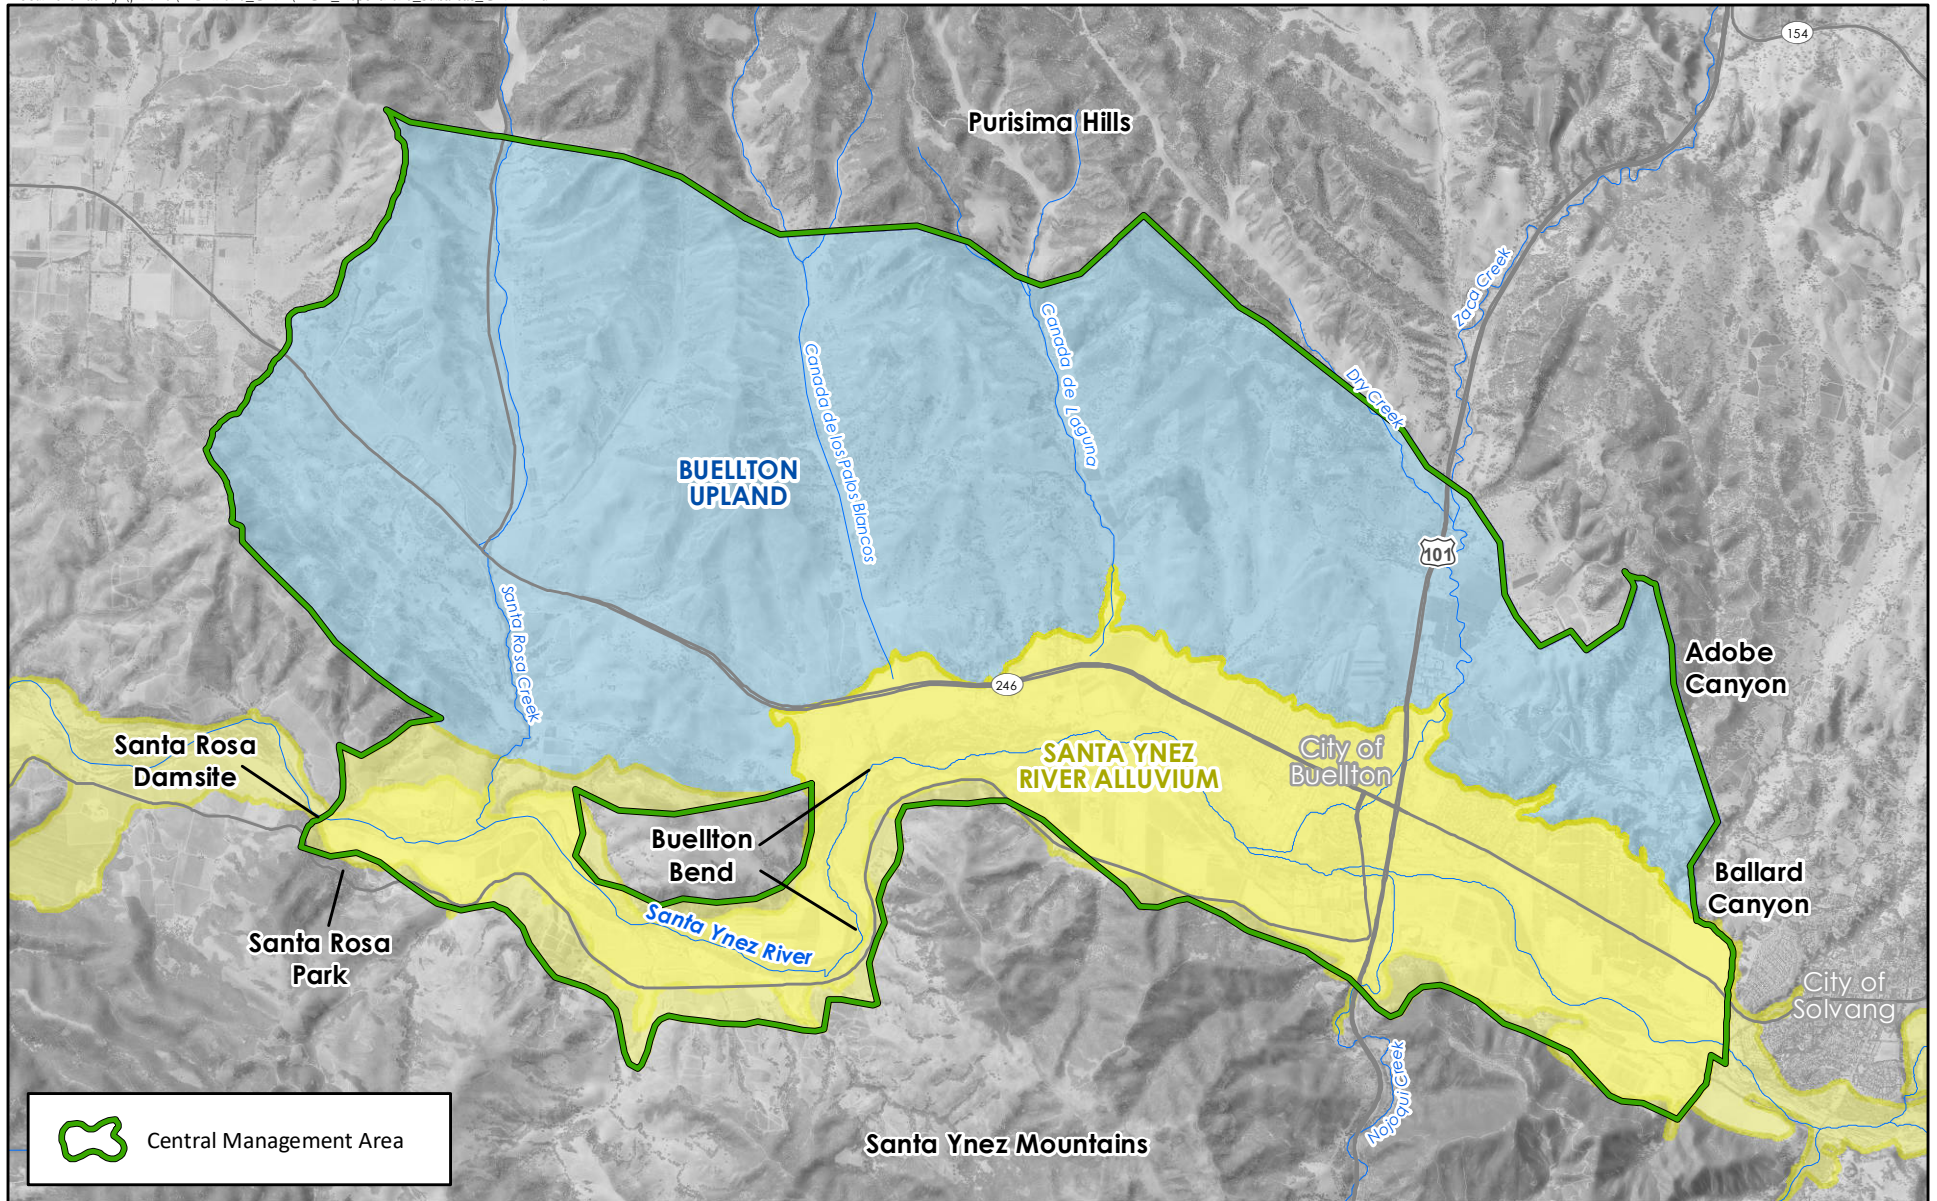 154
Purisima Hills
Zaca Creek
Canada de Laguna
Canada de los Palos Blancos
Dry Creek
BUELLTON
UPLAND
101
Santa Rosa Creek
Adobe
Canyon
246
Santa Rosa
Damsite
SANTA YNEZ
RIVER ALLUVIUM
City of
Buellton
Buellton
Bend
Ballard
Canyon
Santa Ynez River
Santa Rosa
Park
City of
Solvang
Nojoqui Creek
Central Management Area
Santa Ynez Mountains